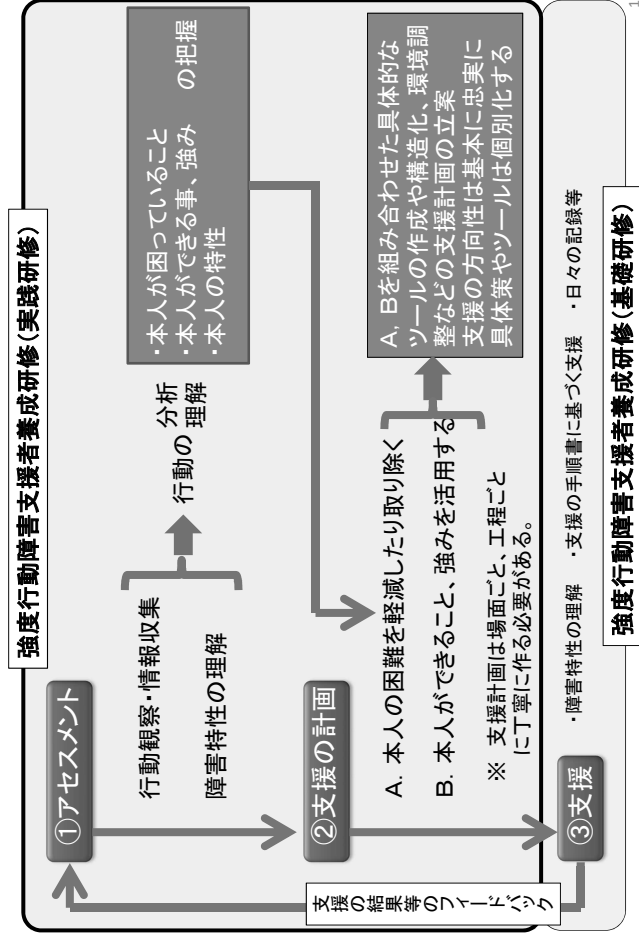 強度行動障害支援者養成研修(実践研修)
①アセスメント
行動観察・情報収集
障害特性の理解
行動の
分析
理解
・本人が困っていること
・本人ができる事、強み　の把握
・本人の特性
②支援の計画
A. 本人の困難を軽減したり取り除く
B. 本人ができること、強みを活用する
※ 支援計画は場面ごと、工程ごと
に丁寧に作る必要がある。
A, Bを組み合わせた具体的な
ツールの作成や構造化、環境調
整などの支援計画の立案
支援の方向性は基本に忠実に
具体策やツールは個別化する
支援の結果等のフィードバック
③支援
・障害特性の理解　・支援の手順書に基づく支援　・日々の記録等
強度行動障害支援者養成研修(基礎研修)
1